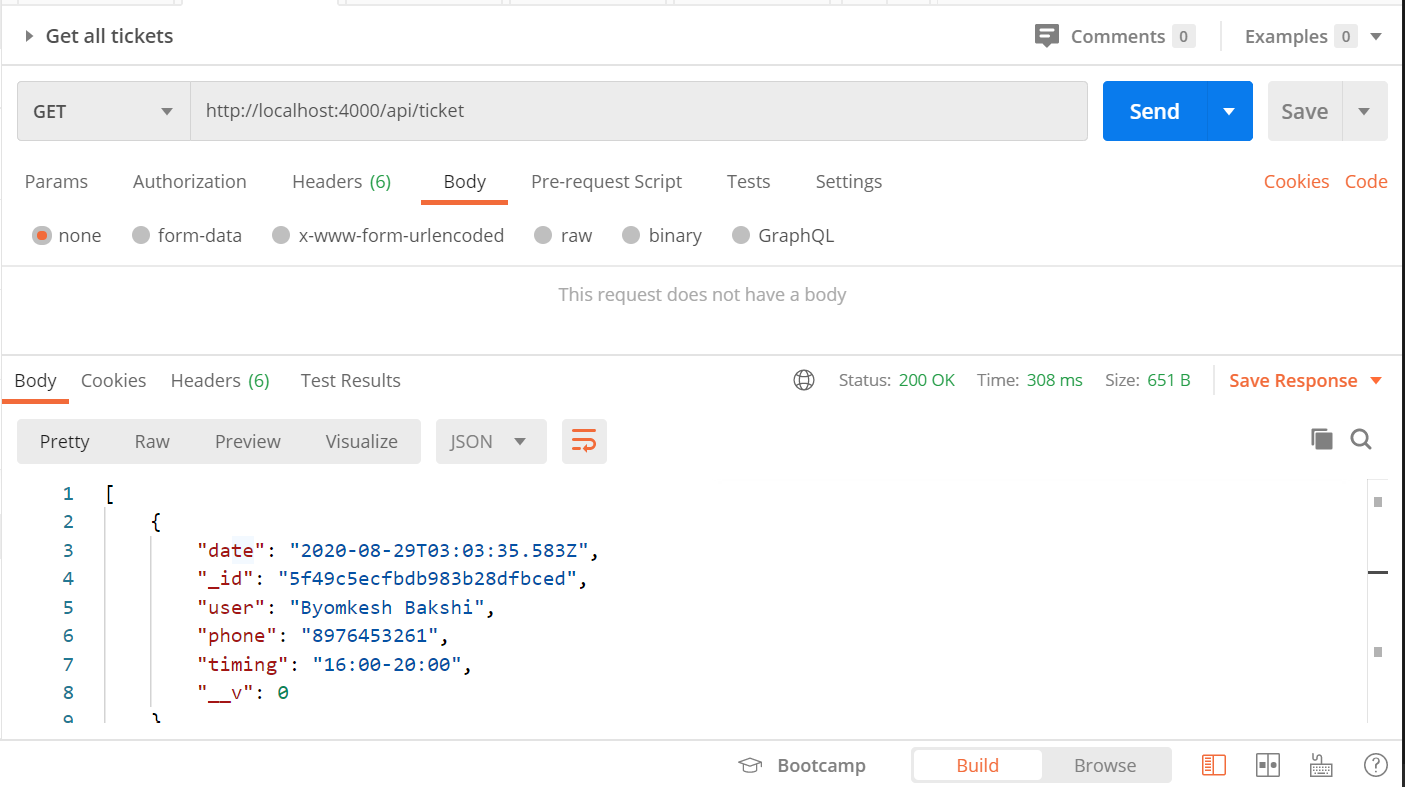 Get all tickets
Comments 0
Examples 0
GET
http://localhost:4000/api/ticket
Send
Save
Params
Authorization
Headers (6)
Body
Pre-request Script
Tests
Settings
Cookies
Code
none
form-data
x-www-form-urlencoded
raw
binary
GraphQL
This request does not have a body
Body
Cookies
Headers (6)
Test Results
Status: 200 OK
Time: 308 ms
Size: 651 B
Save Response
Pretty
Raw
Preview
Visualize
JSON
1 [
2 {
3 "date": "2020-08-29T03:03:35.583Z",
4 "_id": "5f49c5ecfbdb983b28dfbced",
5 "user": "Byomkesh Bakshi",
6 "phone": "8976453261",
7 "timing": "16:00-20:00",
8 "__v": 0
9 }
Bootcamp
Build
Browse